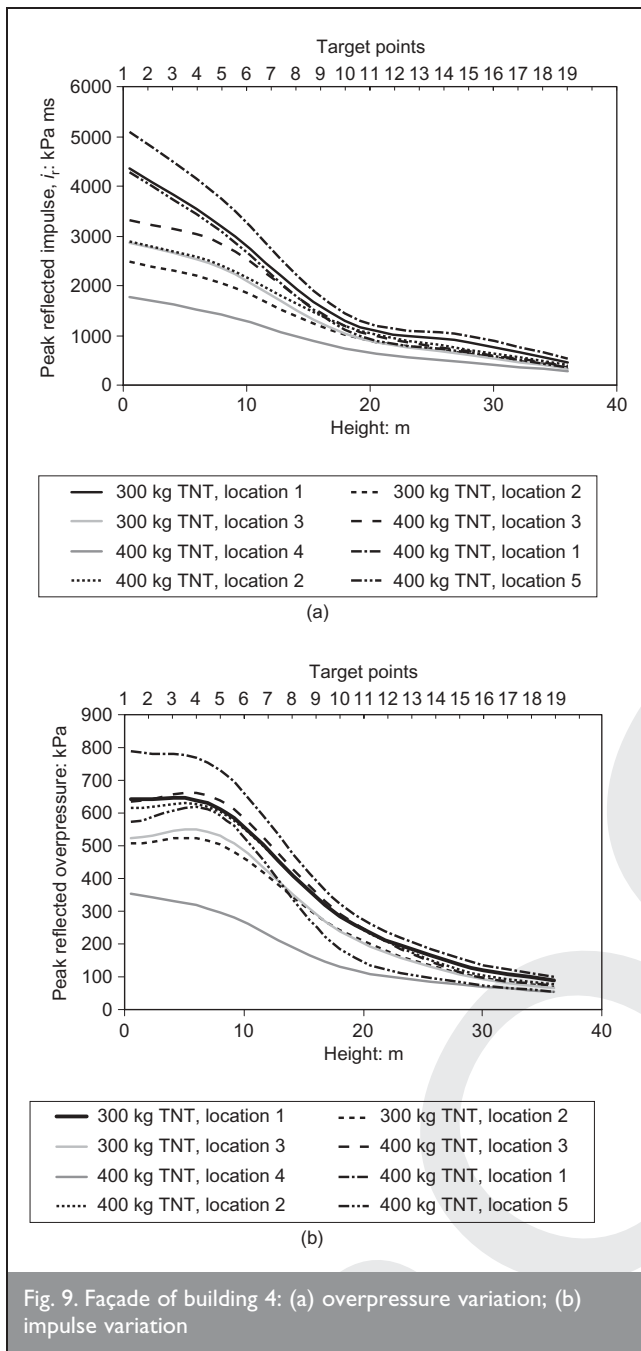 Target points
1 2 3 4 5 6 7 8 9 10 11 12 13 14 15 16 17 18 19
6000
5000
4000
3000
2000
1000
0
Peak reflected impulse, iᵣ: kPa ms
0 10 20 30 40
Height: m
300 kg TNT, location 1 300 kg TNT, location 2
300 kg TNT, location 3 400 kg TNT, location 3
400 kg TNT, location 4 400 kg TNT, location 1
400 kg TNT, location 2 400 kg TNT, location 5
(a)
Target points
1 2 3 4 5 6 7 8 9 10 11 12 13 14 15 16 17 18 19
900
800
700
600
500
400
300
200
100
0
Peak reflected overpressure: kPa
0 10 20 30 40
Height: m
300 kg TNT, location 1 300 kg TNT, location 2
300 kg TNT, location 3 400 kg TNT, location 3
400 kg TNT, location 4 400 kg TNT, location 1
400 kg TNT, location 2 400 kg TNT, location 5
(b)
Fig. 9. Façade of building 4: (a) overpressure variation; (b)
impulse variation